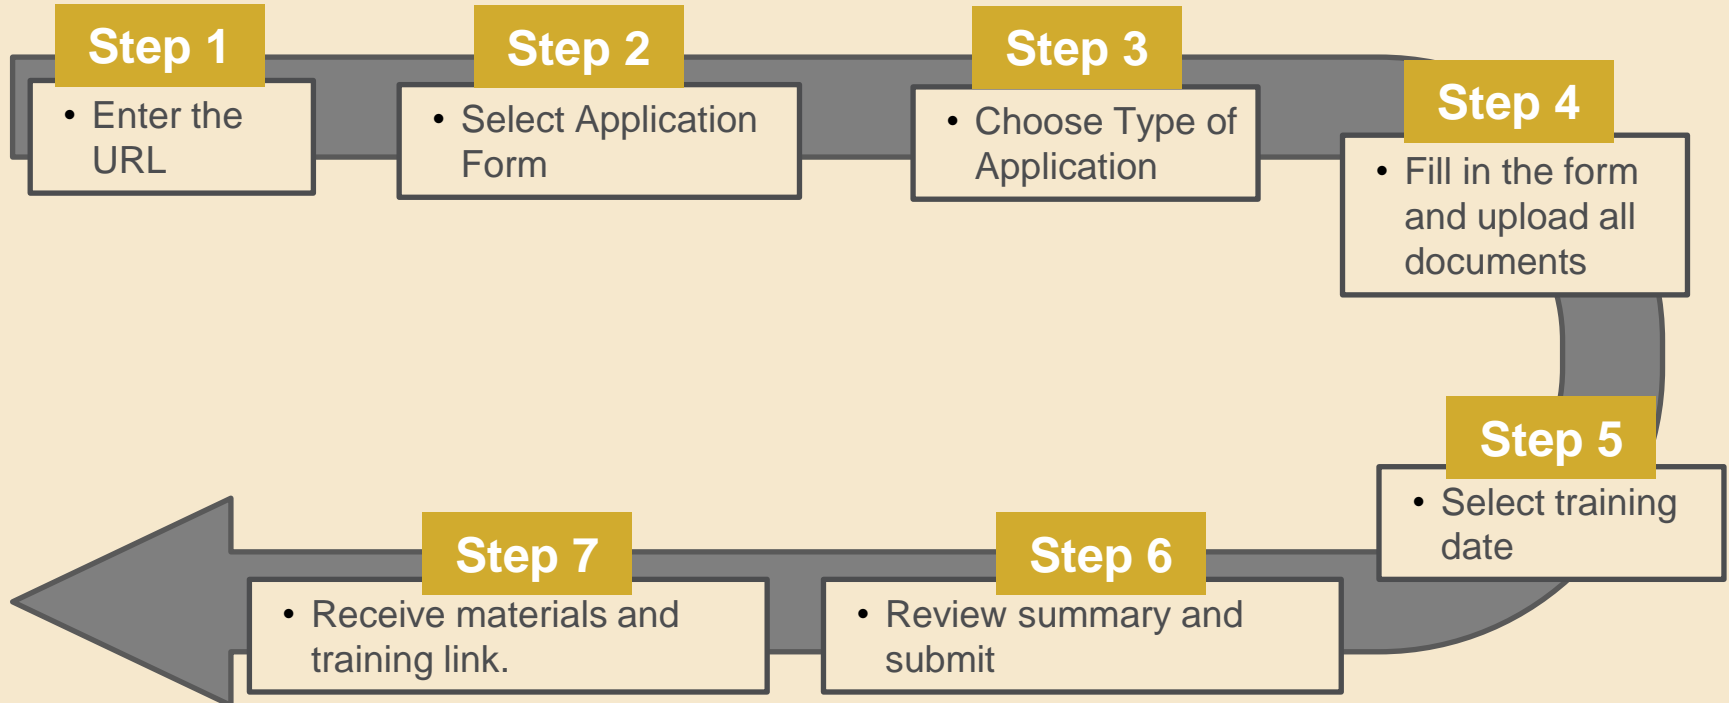 Step 1
• Enter the
URL
Step 2
• Select Application
Form
Step 3
• Choose Type of
Application
Step 4
• Fill in the form
and upload all
documents
Step 5
• Select training
date
Step 6
• Review summary and
submit
Step 7
• Receive materials and
training link.